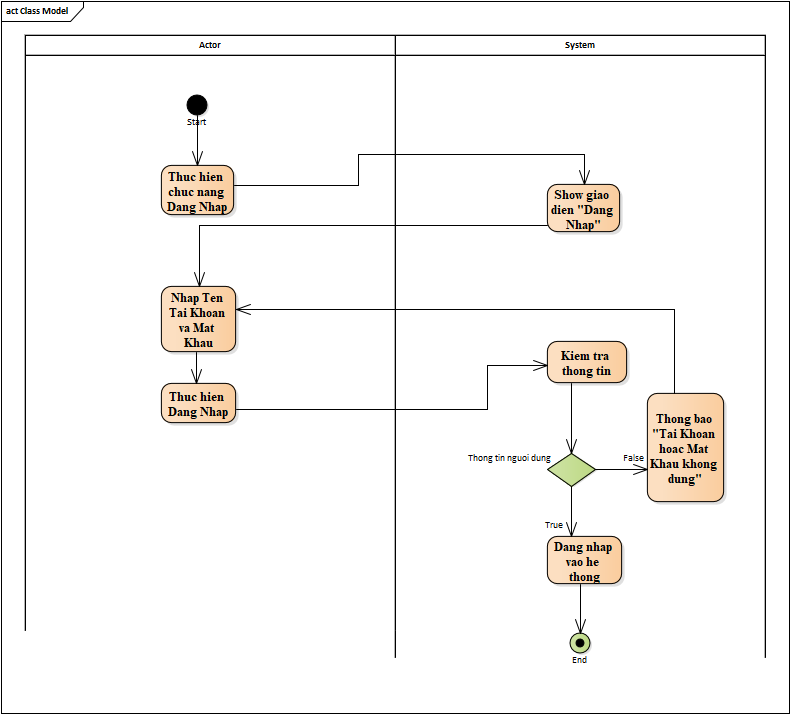 act Class Model
Actor
System
Start
Thuc hien
chuc nang
Dang Nhap
Show giao
dien "Dang
Nhap"
Nhap Ten
Tai Khoan
va Mat
Khau
Kiem tra
thong tin
Thuc hien
Dang Nhap
Thong bao
"Tai Khoan
hoac Mat
Khau khong
dung"
Thong tin nguoi dung
False
True
Dang nhap
vao he
thong
End